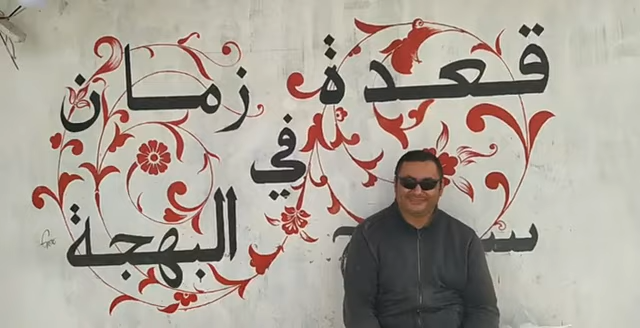 قعدة زمان
في
البهجة